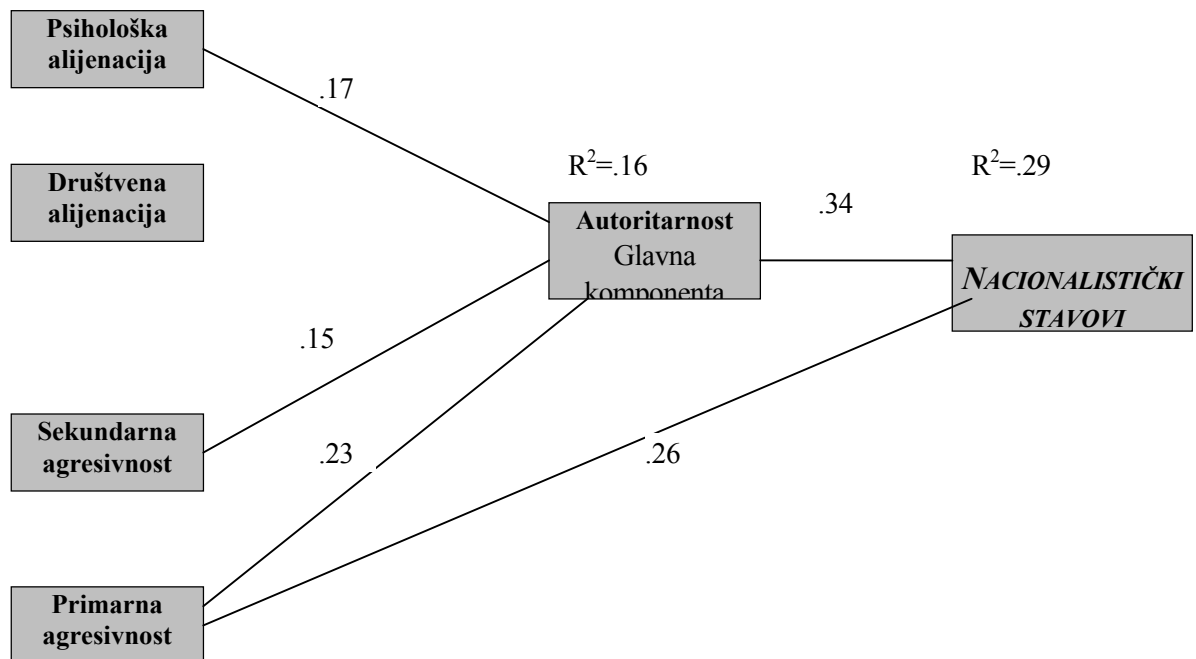 Psihološka
alijenacija
.17
Društvena
alijenacija
R²=.16
R²=.29
.34
Autoritarnost
Glavna
komponenta
NACIONALISTIČKI
STAVOVI
.15
Sekundarna
agresivnost
.23
.26
Primarna
agresivnost